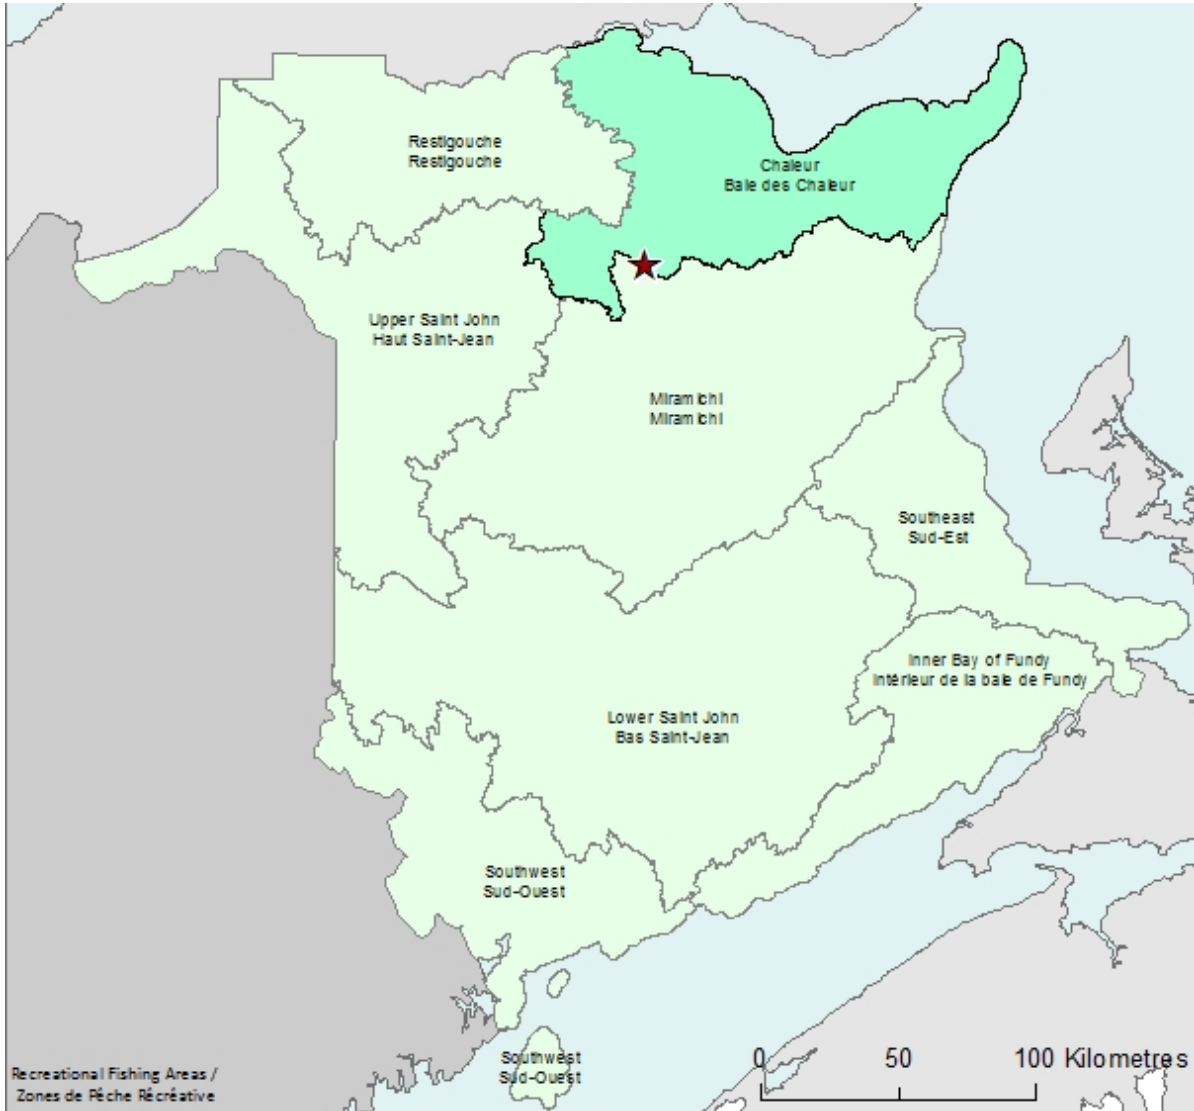 Restigouche
Restigouche
Chaleur
Baie des Chaleur
Upper Saint John
Haut Saint-Jean
Miramichi
Miramichi
Southeast
Sud-Est
Inner Bay of Fundy
Intérieur de la baie de Fundy
Lower Saint John
Bas Saint-Jean
Southwest
Sud-Ouest
Southwest
Sud-Ouest
0 50 100 Kilometres
Recreational Fishing Areas /
Zones de Pêche Récréative